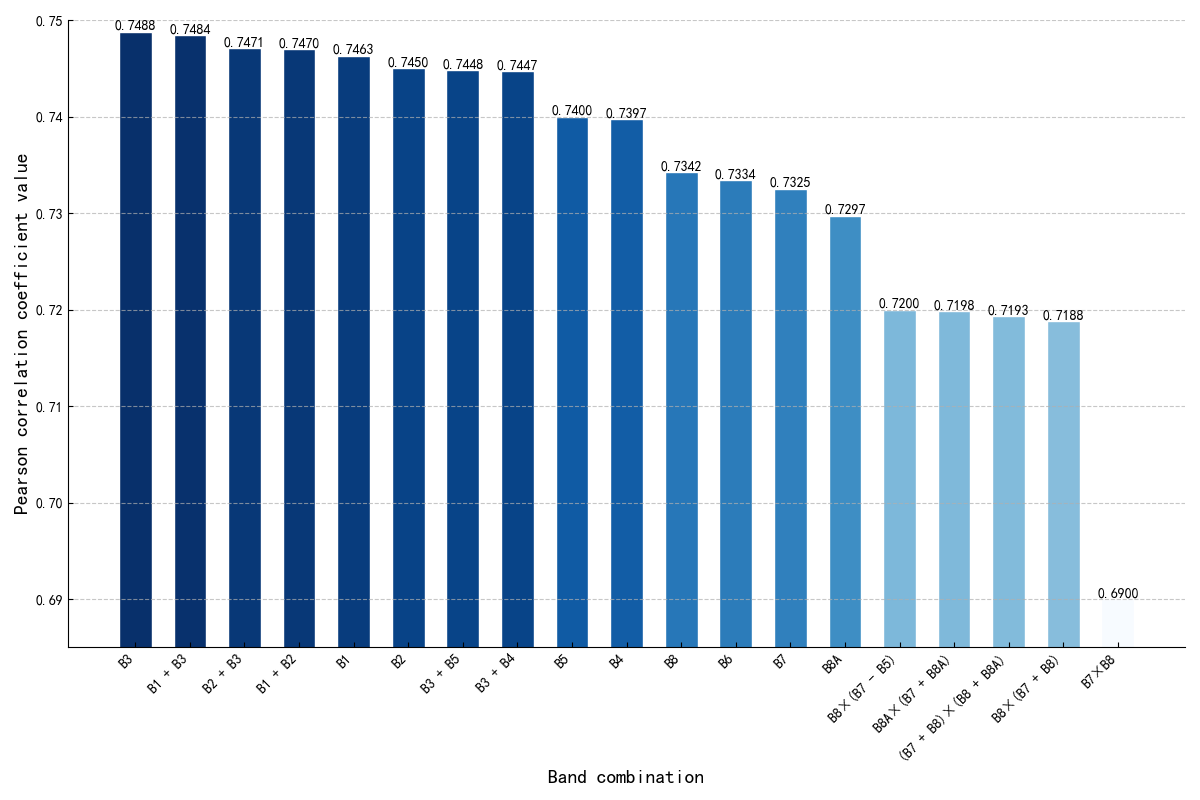 Pearson correlation coefficient value
0.75
0.74
0.73
0.72
0.71
0.70
0.69
0.7488
0.7484
0.7471
0.7470
0.7463
0.7450
0.7448
0.7447
0.7400
0.7397
0.7342
0.7334
0.7325
0.7297
0.7200
0.7198
0.7193
0.7188
0.6900
B3
B1 + B3
B2 + B3
B1 + B2
B1
B2
B3 + B5
B3 + B4
B5
B4
B8
B6
B7
B8A
B8×(B7 - B5)
B8A×(B7 + B8A)
(B7 + B8)×(B8 + B8A)
B8×(B7 + B8)
B7×B8
Band combination